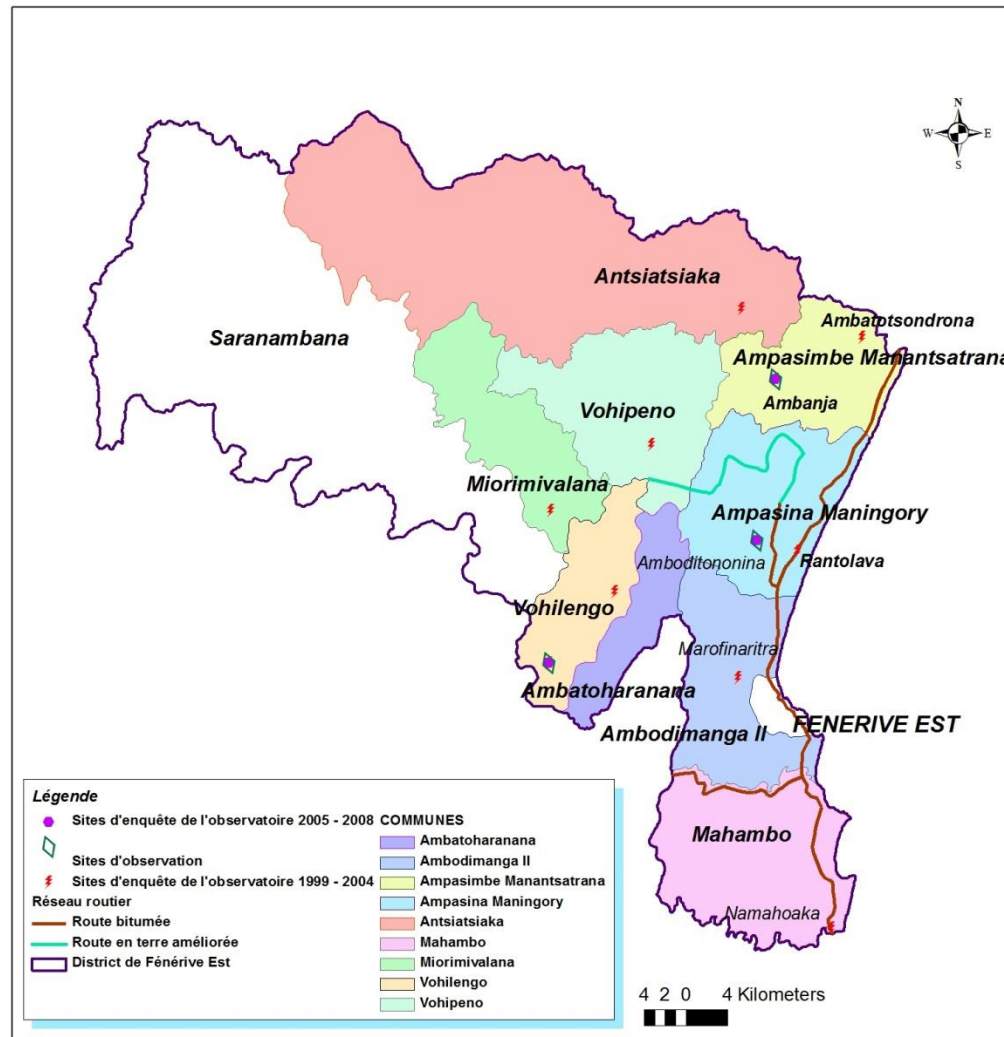 N
W E
S
Antsiatsiaka
Ambatotsondrona
Saranambana
Ampasimbe Manantsatrana
Ambanja
Vohipeno
Miorimivalana
Ampasina Maningory
Amboditononina
Rantolava
Vohilengo
Marofinaritra
Ambatoharanana
Ambodimanga II
FENERIVE EST
Mahambo
Namahoaka
Légende
Sites d'enquête de l'observatoire 2005 - 2008
Sites d'observation
Sites d'enquête de l'observatoire 1999 - 2004
Réseau routier
Route bitumée
Route en terre améliorée
District de Fénérive Est
COMMUNES
Ambatoharanana
Ambodimanga II
Ampasimbe Manantsatrana
Ampasina Maningory
Antsiatsiaka
Mahambo
Miorimivalana
Vohilengo
Vohipeno
4 2 0 4 Kilometers